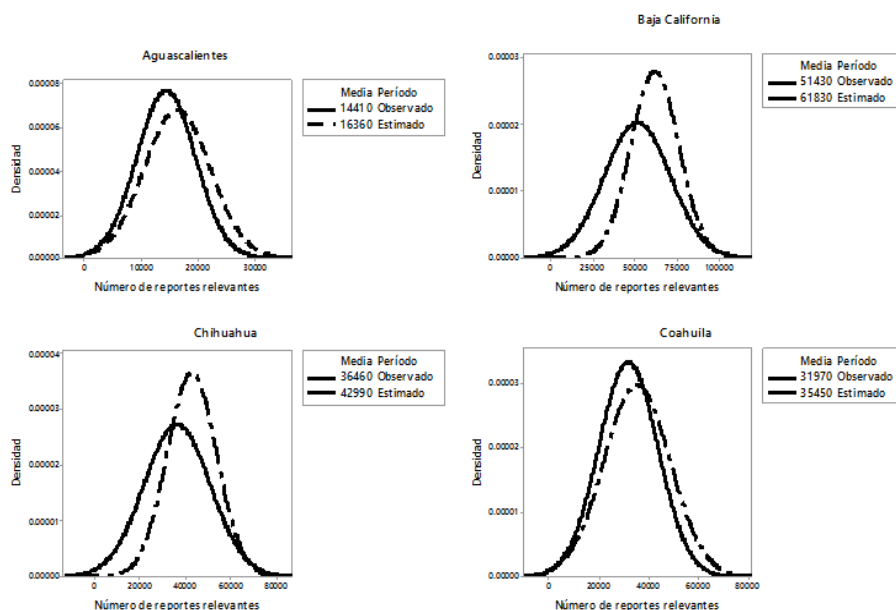 Aguascalientes
0.00008
0.00006
0.00004
0.00002
0.00000
Densidad
0
10000
20000
30000
Número de reportes relevantes
Media Período
14410 Observado
16360 Estimado
Baja California
0.00003
0.00002
0.00001
0.00000
Densidad
0
25000
50000
75000
100000
Número de reportes relevantes
Media Período
51430 Observado
61830 Estimado
Chihuahua
0.00004
0.00003
0.00002
0.00001
0.00000
Densidad
0
20000
40000
60000
80000
Número de reportes relevantes
Media Período
36460 Observado
42990 Estimado
Coahuila
0.00003
0.00002
0.00001
0.00000
Densidad
0
20000
40000
60000
80000
Número de reportes relevantes
Media Período
31970 Observado
35450 Estimado